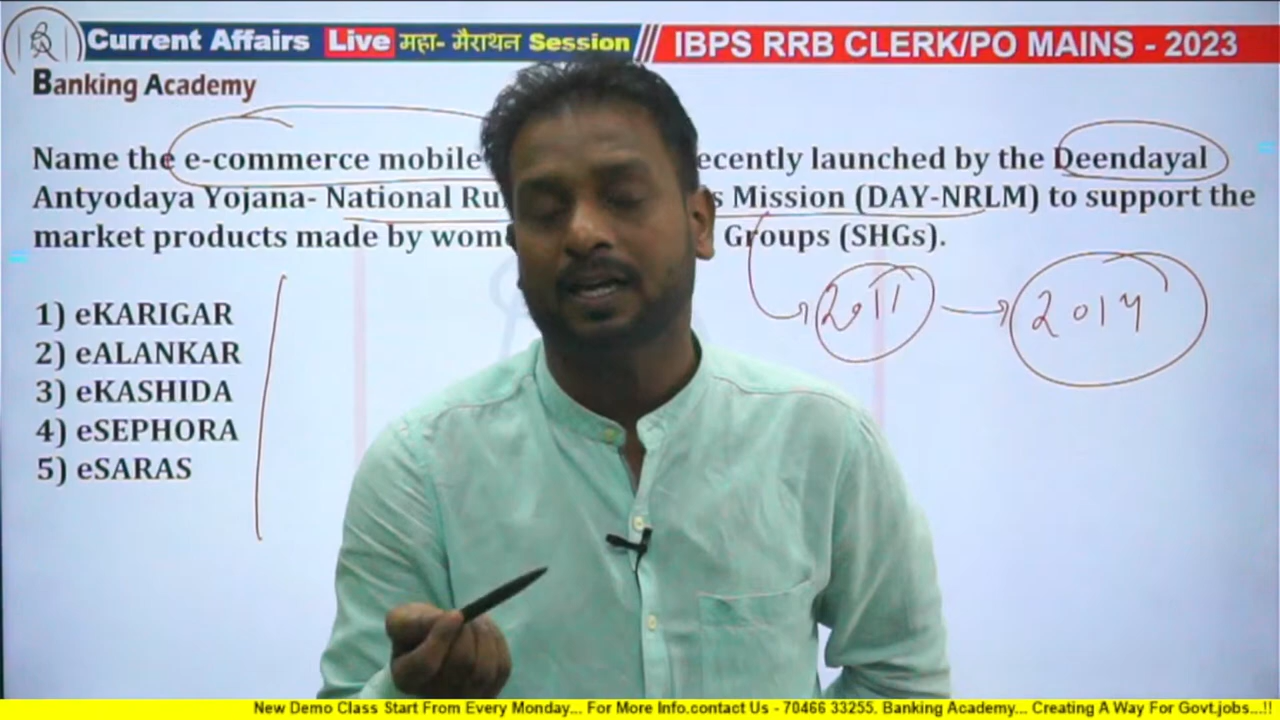 Current Affairs Live महा- मैराथन Session
IBPS RRB CLERK/PO MAINS - 2023
Banking Academy
Name the e-commerce mobile ecently launched by the Deendayal
Antyodaya Yojana- National Ru s Mission (DAY-NRLM) to support the
market products made by wom Groups (SHGs).
2011 2014
1) eKARIGAR
2) eALANKAR
3) eKASHIDA
4) eSEPHORA
5) eSARAS
New Demo Class Start From Every Monday... For More Info.contact Us - 70466 33255. Banking Academy... Creating A Way For Govt.jobs...!!